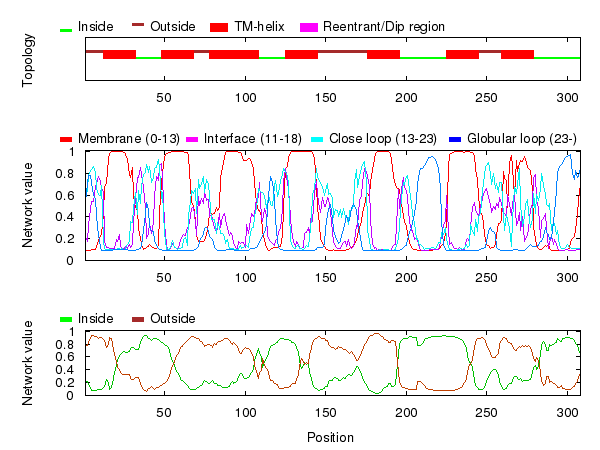 Inside Outside TM-helix Reentrant/Dip region
Topology
50 100 150 200 250 300
Membrane (0-13) Interface (11-18) Close loop (13-23) Globular loop (23-)
Network value
1
0.8
0.6
0.4
0.2
0
50 100 150 200 250 300
Inside Outside
Network value
1
0.8
0.6
0.4
0.2
0
50 100 150 200 250 300
Position